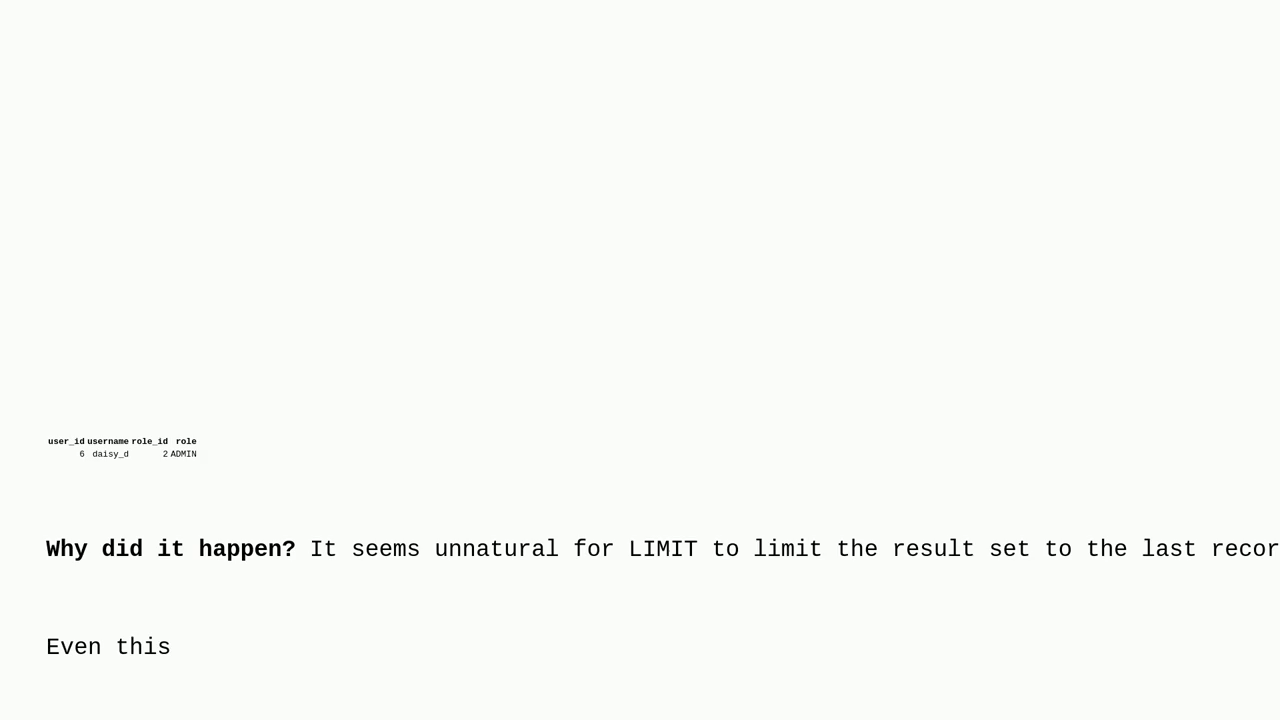 user_id username role_id role
6 daisy_d 2 ADMIN
Why did it happen? It seems unnatural for LIMIT to limit the result set to the last recor
Even this